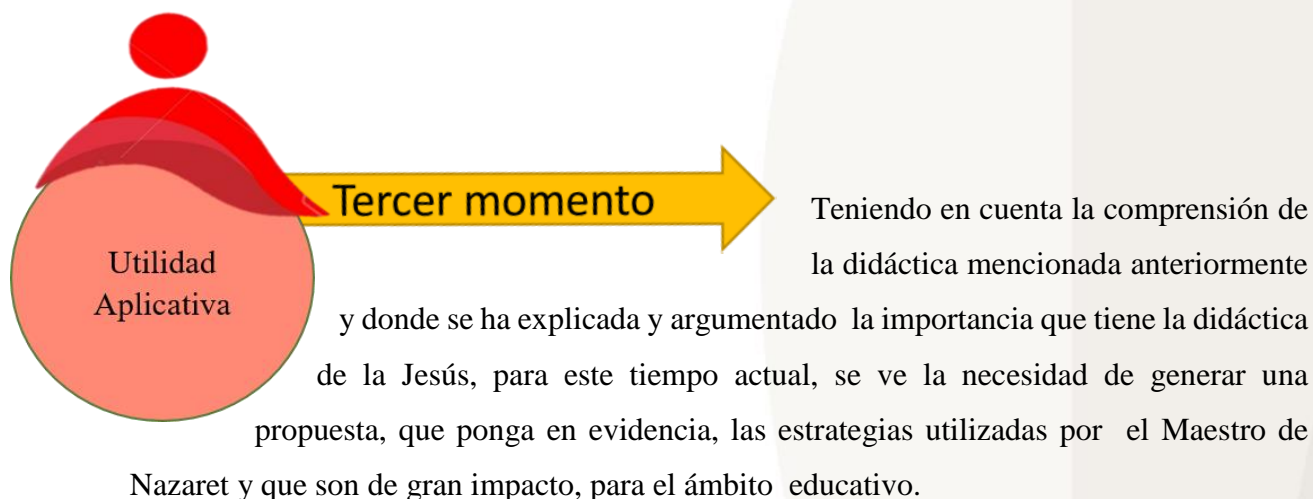 Tercer momento
Utilidad
Aplicativa
Teniendo en cuenta la comprensión de
la didáctica mencionada anteriormente
y donde se ha explicada y argumentado la importancia que tiene la didáctica
de la Jesús, para este tiempo actual, se ve la necesidad de generar una
propuesta, que ponga en evidencia, las estrategias utilizadas por el Maestro de
Nazaret y que son de gran impacto, para el ámbito educativo.